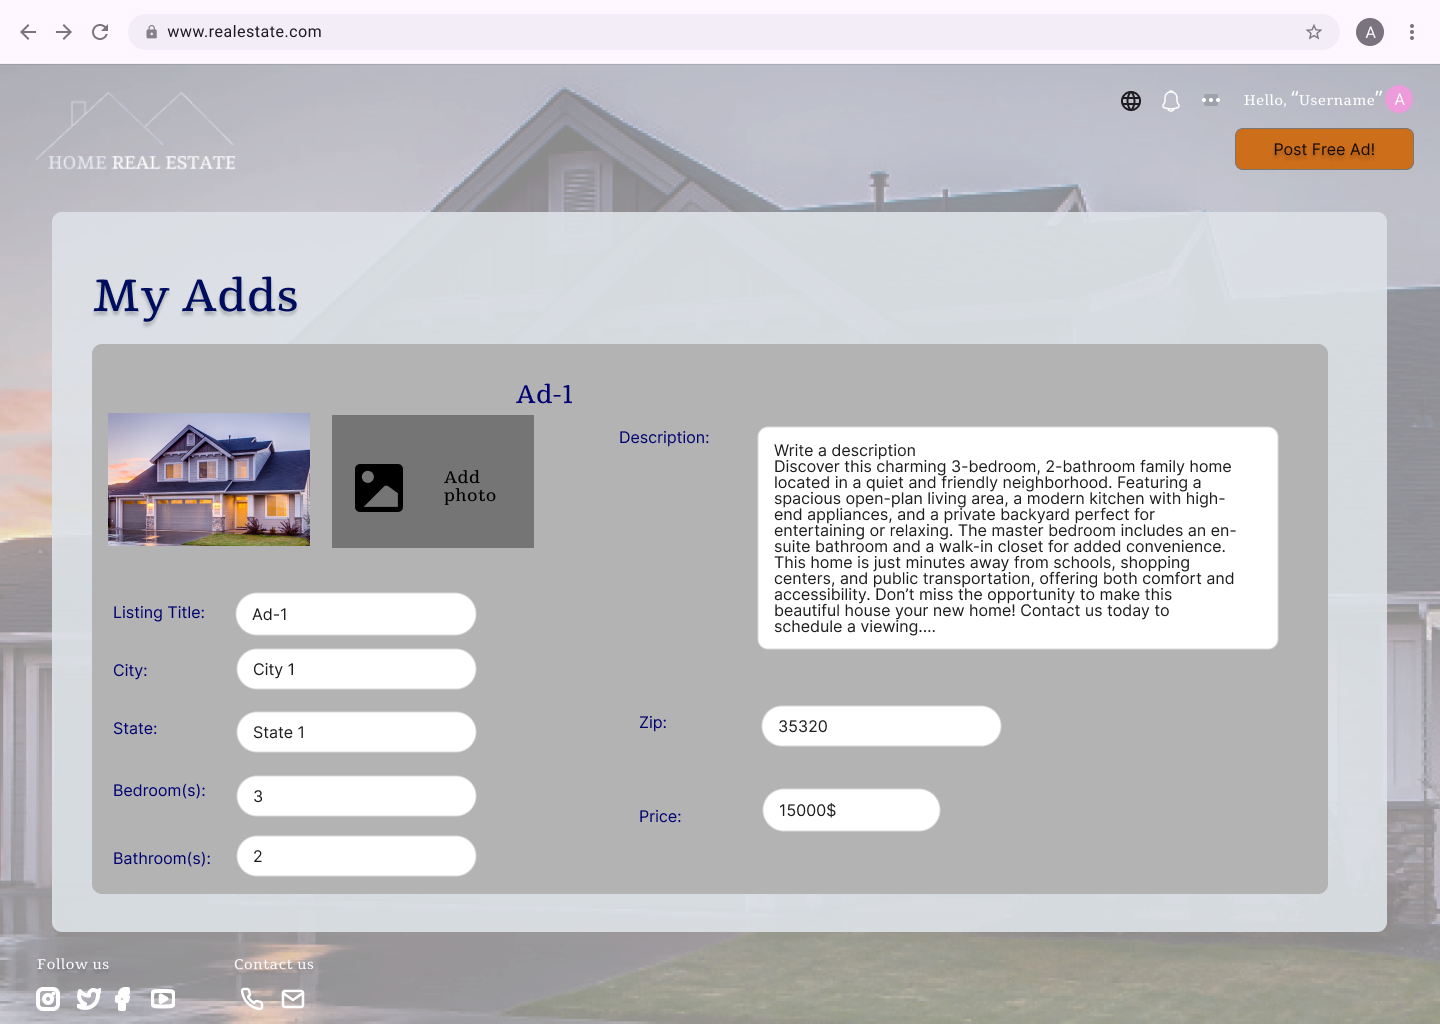 www.realestate.com
A
HOME REAL ESTATE
Hello, “Username”
A
Post Free Ad!
My Adds
Ad-1
Add
photo
Description:
Write a description
Discover this charming 3-bedroom, 2-bathroom family home
located in a quiet and friendly neighborhood. Featuring a
spacious open-plan living area, a modern kitchen with high-
end appliances, and a private backyard perfect for
entertaining or relaxing. The master bedroom includes an en-
suite bathroom and a walk-in closet for added convenience.
This home is just minutes away from schools, shopping
centers, and public transportation, offering both comfort and
accessibility. Don’t miss the opportunity to make this
beautiful house your new home! Contact us today to
schedule a viewing....
Listing Title:
Ad-1
City:
City 1
State:
State 1
Bedroom(s):
3
Bathroom(s):
2
Zip:
35320
Price:
15000$
Follow us
Contact us